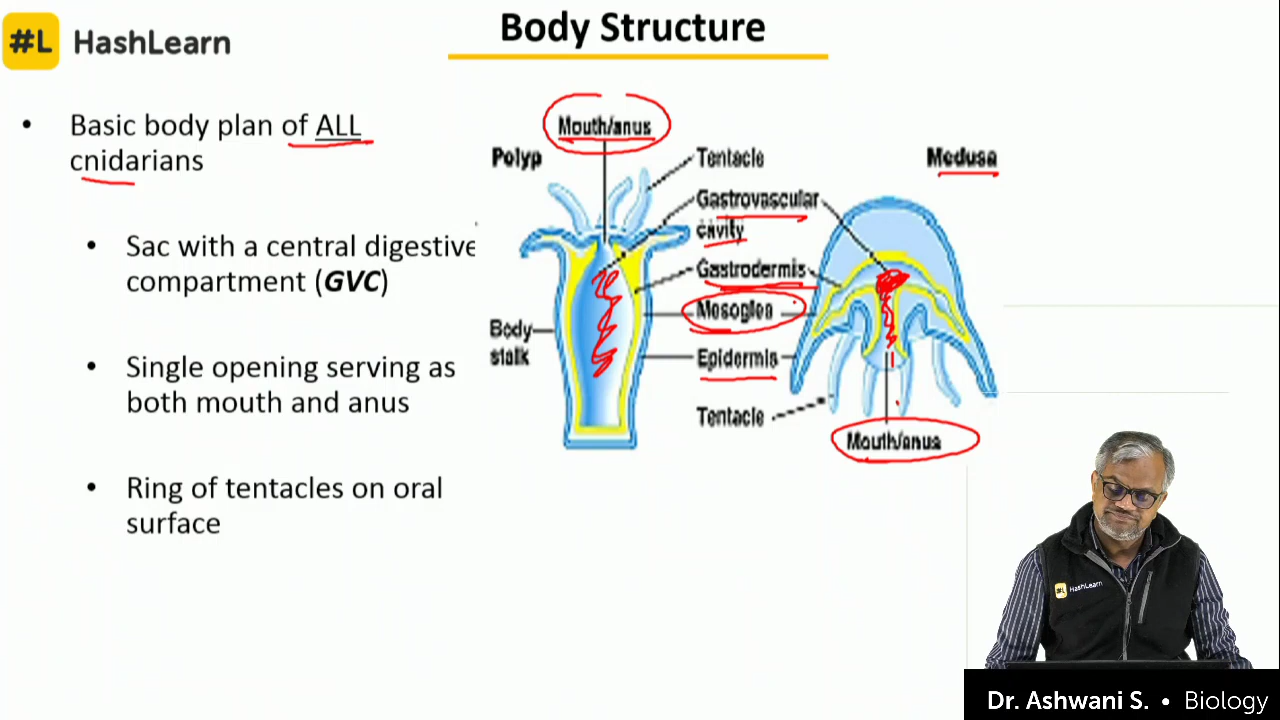 #L HashLearn
Body Structure
• Basic body plan of ALL
cnidarians
• Sac with a central digestive
compartment (GVC)
• Single opening serving as
both mouth and anus
• Ring of tentacles on oral
surface
Mouth/anus
Polyp
Tentacle
Medusa
Gastrovascular
cavity
Gastrodermis
Mesoglea
Body
stalk
Epidermis
Tentacle
Mouth/anus
#L HashLearn
Dr. Ashwani S. • Biology